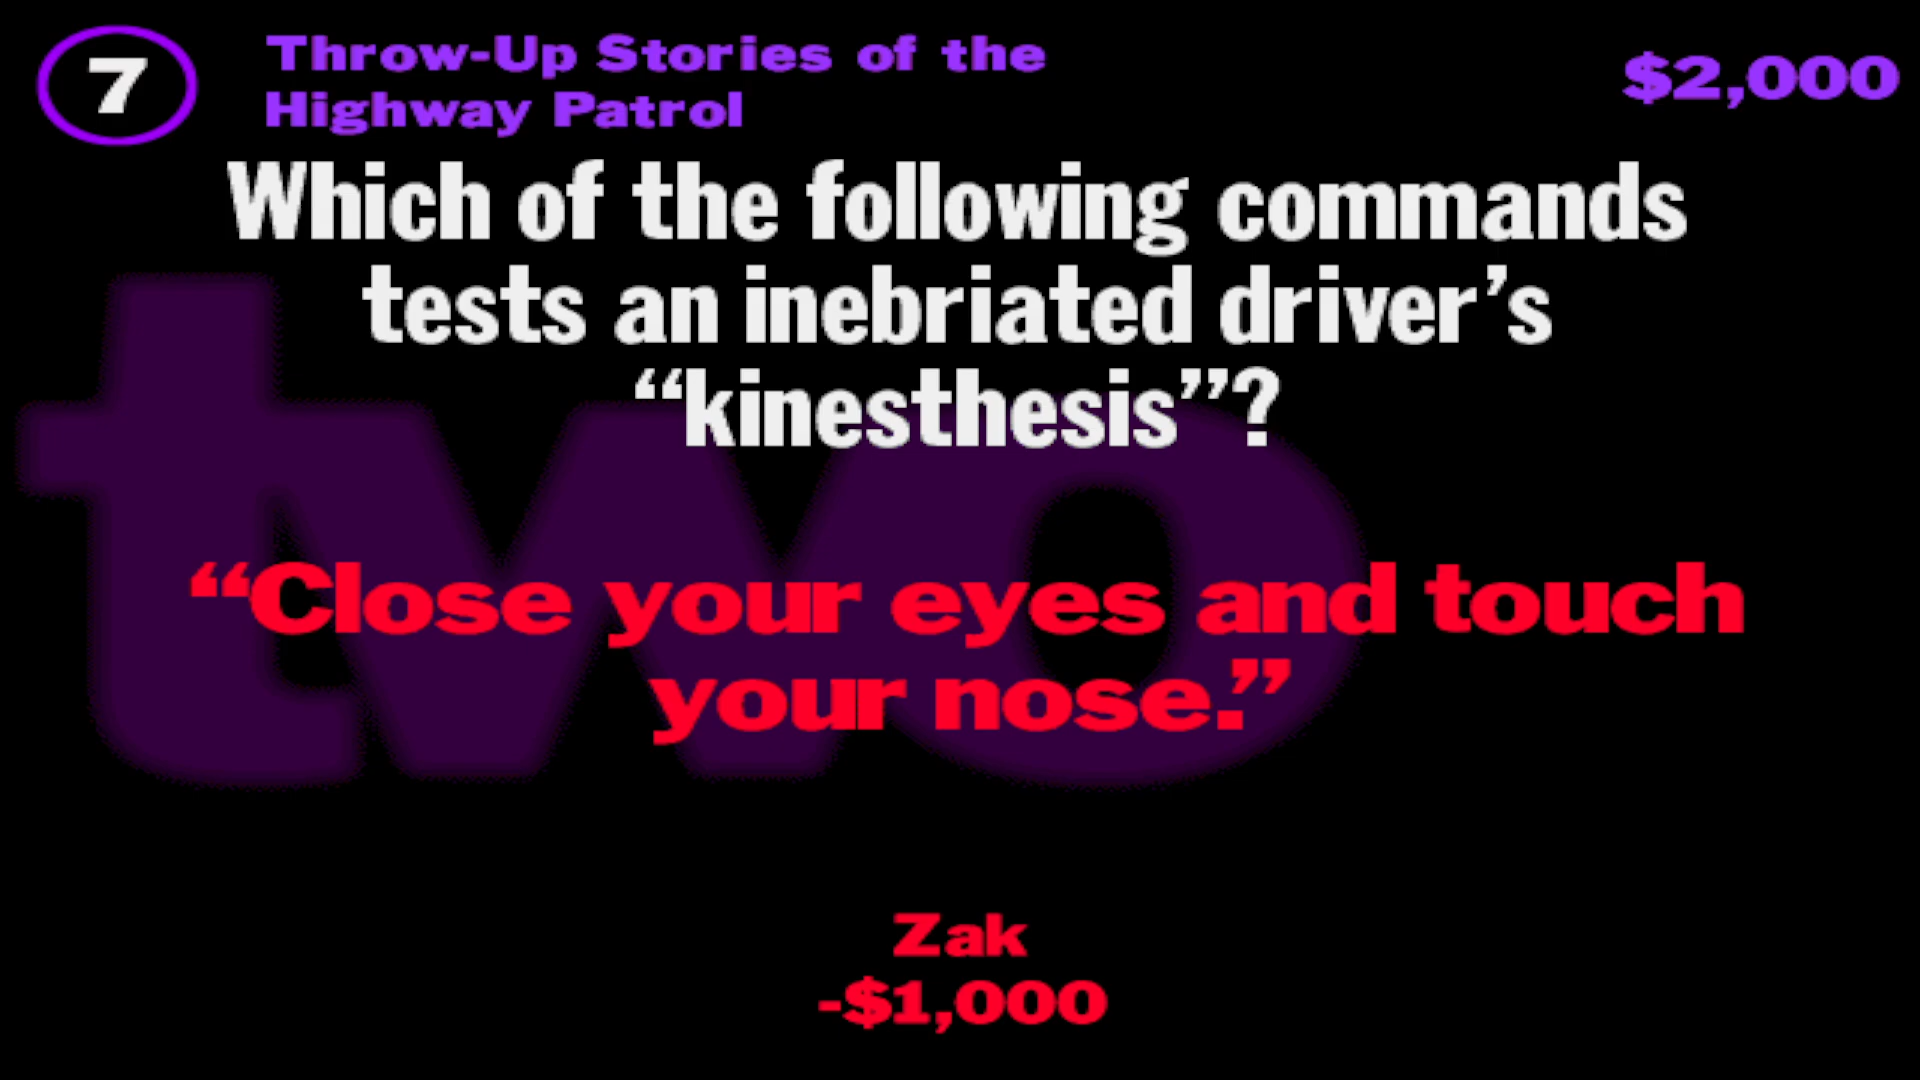 7
Throw-Up Stories of the
Highway Patrol
$2,000
Which of the following commands
tests an inebriated driver’s
“kinesthesis”?
two
“Close your eyes and touch
your nose.”
Zak
-$1,000